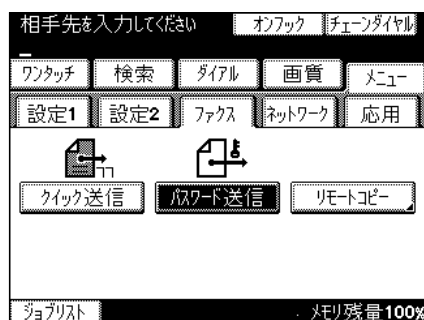 相手先を入力してください オンフック チェーンダイヤル
ワンタッチ 検索 ダイアル 画質 メニュー
設定1 設定2 ファクス ネットワーク 応用
クイック送信 パスワード送信 リモートコピー
ジョブリスト メモリ残量100%